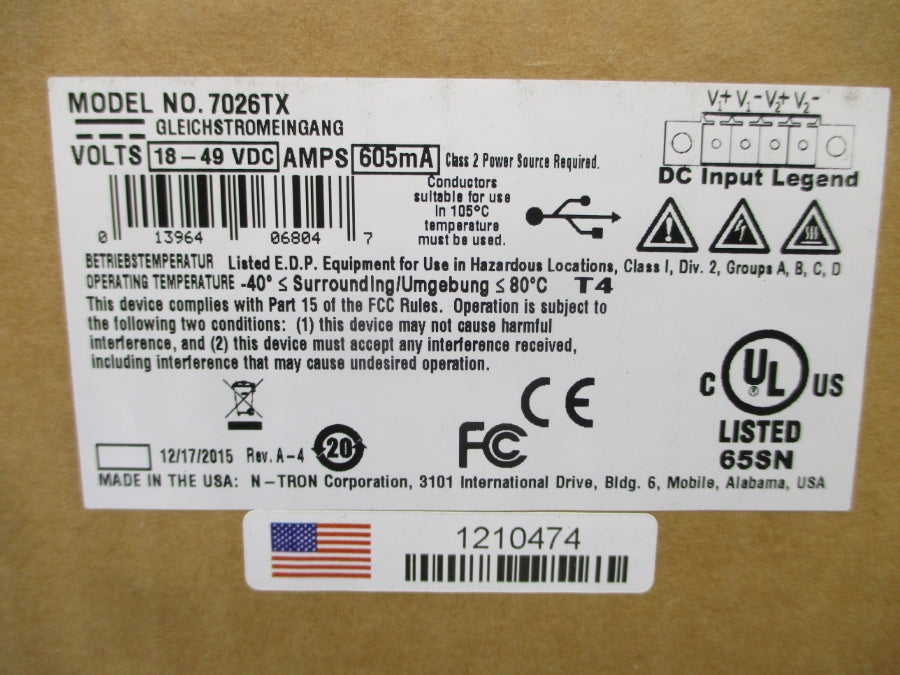 MODEL NO. 7026TX
GLEICHSTROMEINGANG
VOLTS 18 – 49 VDC AMPS 605mA Class 2 Power Source Required.
Conductors
suitable for use
in 105°C
temperature
must be used.
0 13964 06804 7
V1+ V1- V2+ V2-
DC Input Legend
BETRIEBSTEMPERATUR Listed E.D.P. Equipment for Use in Hazardous Locations, Class I, Div. 2, Groups A, B, C, D
OPERATING TEMPERATURE -40° ≤ Surrounding/Umgebung ≤ 80°C T4
This device complies with Part 15 of the FCC Rules. Operation is subject to
the following two conditions: (1) this device may not cause harmful
interference, and (2) this device must accept any interference received,
including interference that may cause undesired operation.
CE
FC
C UL ® US
LISTED
65SN
12/17/2015 Rev. A-4 20
MADE IN THE USA: N-TRON Corporation, 3101 International Drive, Bldg. 6, Mobile, Alabama, USA
1210474